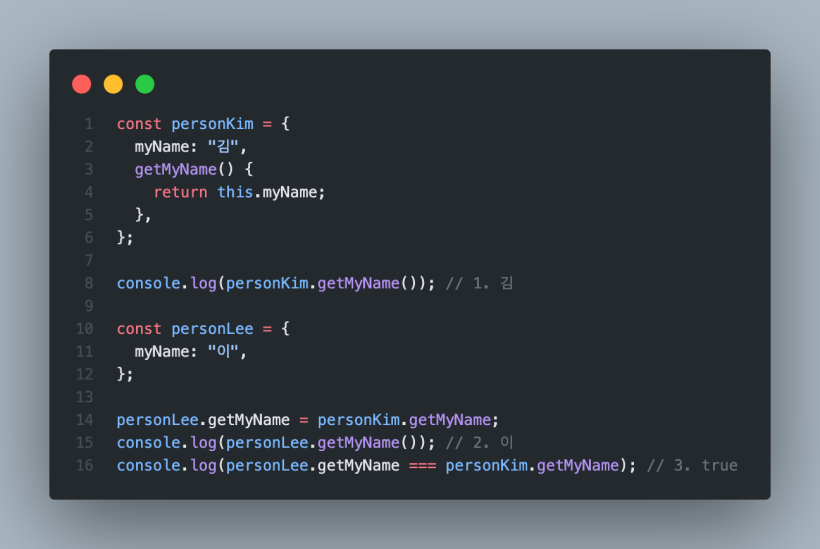 1 const personKim = {
2 myName: "김",
3 getMyName() {
4 return this.myName;
5 },
6 };
7
8 console.log(personKim.getMyName()); // 1. 김
9
10 const personLee = {
11 myName: "이",
12 };
13
14 personLee.getMyName = personKim.getMyName;
15 console.log(personLee.getMyName()); // 2. 이
16 console.log(personLee.getMyName === personKim.getMyName); // 3. true